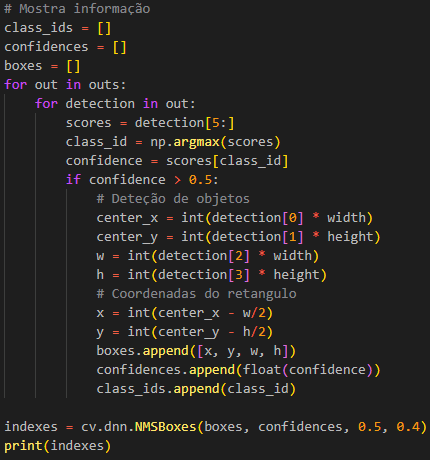 # Mostra informação
class_ids = []
confidences = []
boxes = []
for out in outs:
    for detection in out:
        scores = detection[5:]
        class_id = np.argmax(scores)
        confidence = scores[class_id]
        if confidence > 0.5:
            # Deteção de objetos
            center_x = int(detection[0] * width)
            center_y = int(detection[1] * height)
            w = int(detection[2] * width)
            h = int(detection[3] * height)
            # Coordenadas do retangulo
            x = int(center_x - w/2)
            y = int(center_y - h/2)
            boxes.append([x, y, w, h])
            confidences.append(float(confidence))
            class_ids.append(class_id)

indexes = cv.dnn.NMSBoxes(boxes, confidences, 0.5, 0.4)
print(indexes)